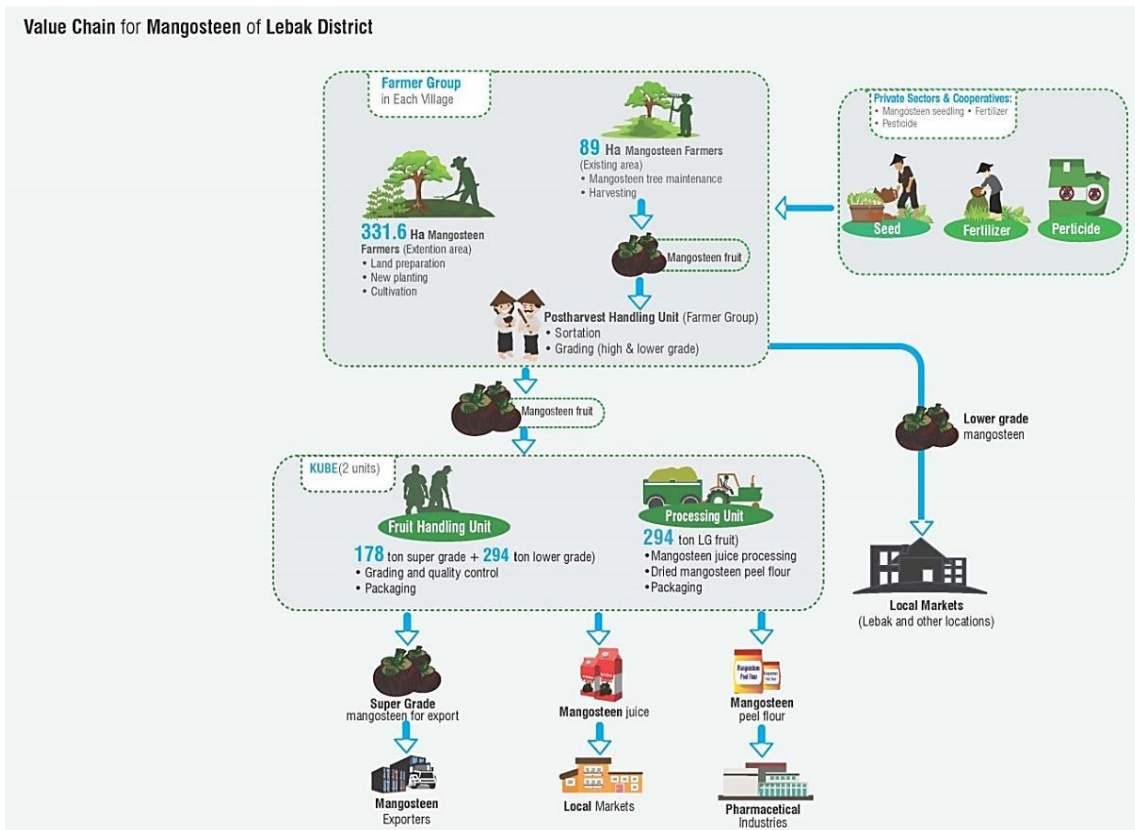 Value Chain for Mangosteen of Lebak District
Farmer Group
in Each Village
89 Ha Mangosteen Farmers
(Existing area)
• Mangosteen tree maintenance
• Harvesting
331.6 Ha Mangosteen
Farmers (Extention area)
• Land preparation
• New planting
• Cultivation
Mangosteen fruit
Postharvest Handling Unit (Farmer Group)
• Sortation
• Grading (high & lower grade)
Private Sectors & Cooperatives:
• Mangosteen seedling • Fertilizer
• Pesticide
Seed
Fertilizer
Perticide
Mangosteen fruit
Lower grade
mangosteen
KUBE(2 units)
Fruit Handling Unit
178 ton super grade + 294 ton lower grade)
• Grading and quality control
• Packaging
Processing Unit
294 ton LG fruit)
•Mangosteen juice processing
•Dried mangosteen peel flour
•Packaging
Local Markets
(Lebak and other locations)
Super Grade
mangosteen for export
Mangosteen juice
Mangosteen
Peel Flour
Mangosteen
peel flour
Mangosteen
Exporters
Local Markets
Pharmacetical
Industries